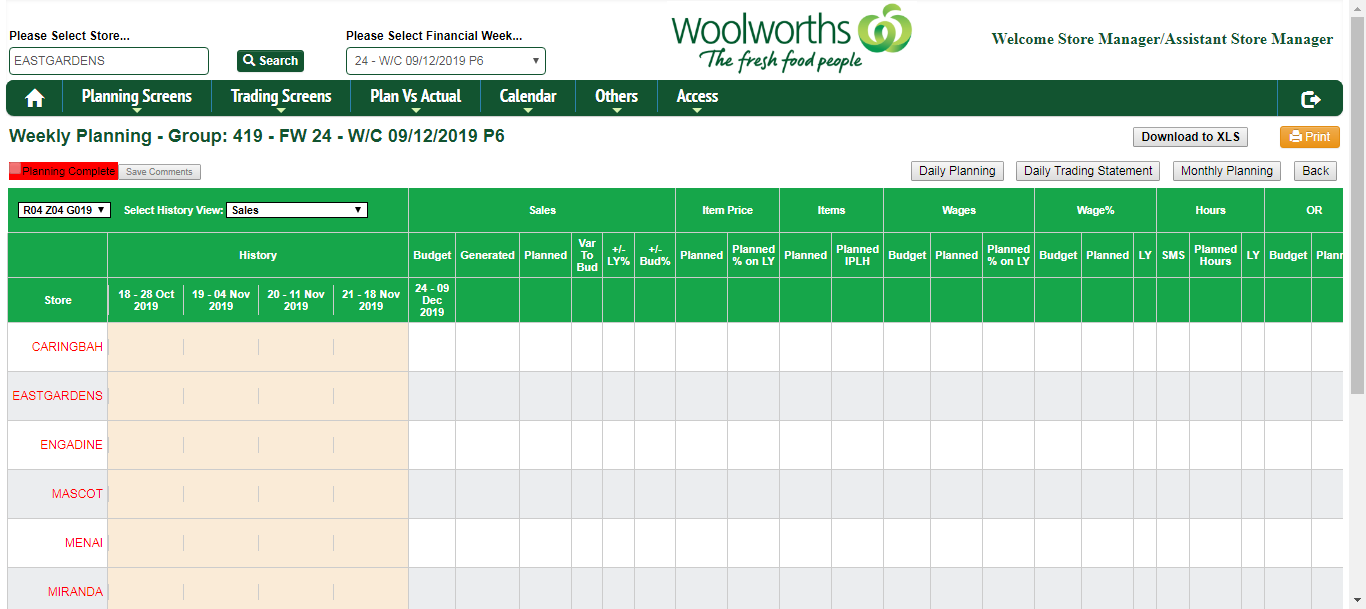 Please Select Store...
Please Select Financial Week...
EASTGARDENS
Search
24 - W/C 09/12/2019 P6
Woolworths
The fresh food people
Welcome Store Manager/Assistant Store Manager
Planning Screens Trading Screens Plan Vs Actual Calendar Others Access
Weekly Planning - Group: 419 - FW 24 - W/C 09/12/2019 P6
Download to XLS
Print
Planning Complete
Save Comments
Daily Planning
Daily Trading Statement
Monthly Planning
Back
R04 Z04 G019
Select History View: Sales
Sales Item Price Items Wages Wage% Hours OR
History
Budget Generated Planned
Var To Bud
+/- LY%
+/- Bud%
Planned
Planned % on LY
Planned
Planned IPLH
Budget Planned
Planned % on LY
Budget Planned LY
SMS
Planned Hours
LY
Budget
Store
18 - 28 Oct 2019
19 - 04 Nov 2019
20 - 11 Nov 2019
21 - 18 Nov 2019
24 - 09 Dec 2019
CARINGBAH
EASTGARDENS
ENGADINE
MASCOT
MENAI
MIRANDA